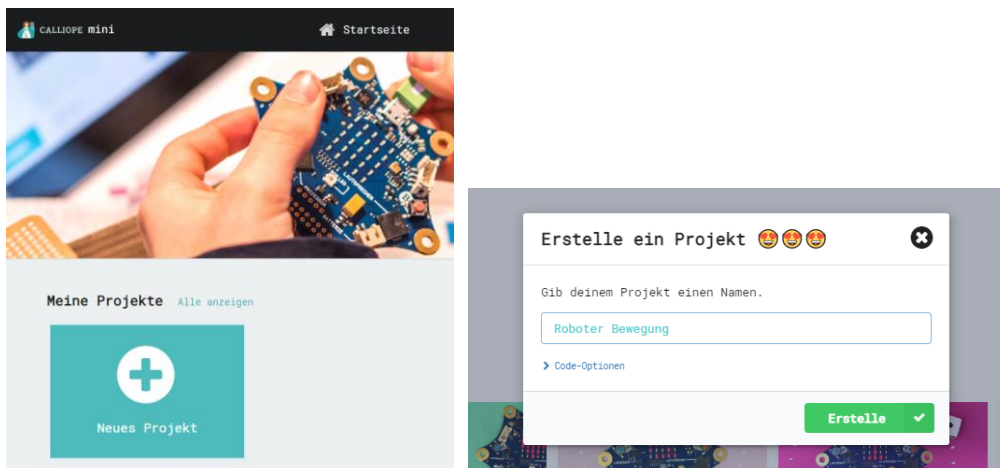 CALLIOPE mini
Startseite
LAUTSPRECHER
Meine Projekte Alle anzeigen
Neues Projekt
Erstelle ein Projekt 🤩🤩🤩
Gib deinem Projekt einen Namen.
Roboter Bewegung
Code-Optionen
Erstelle